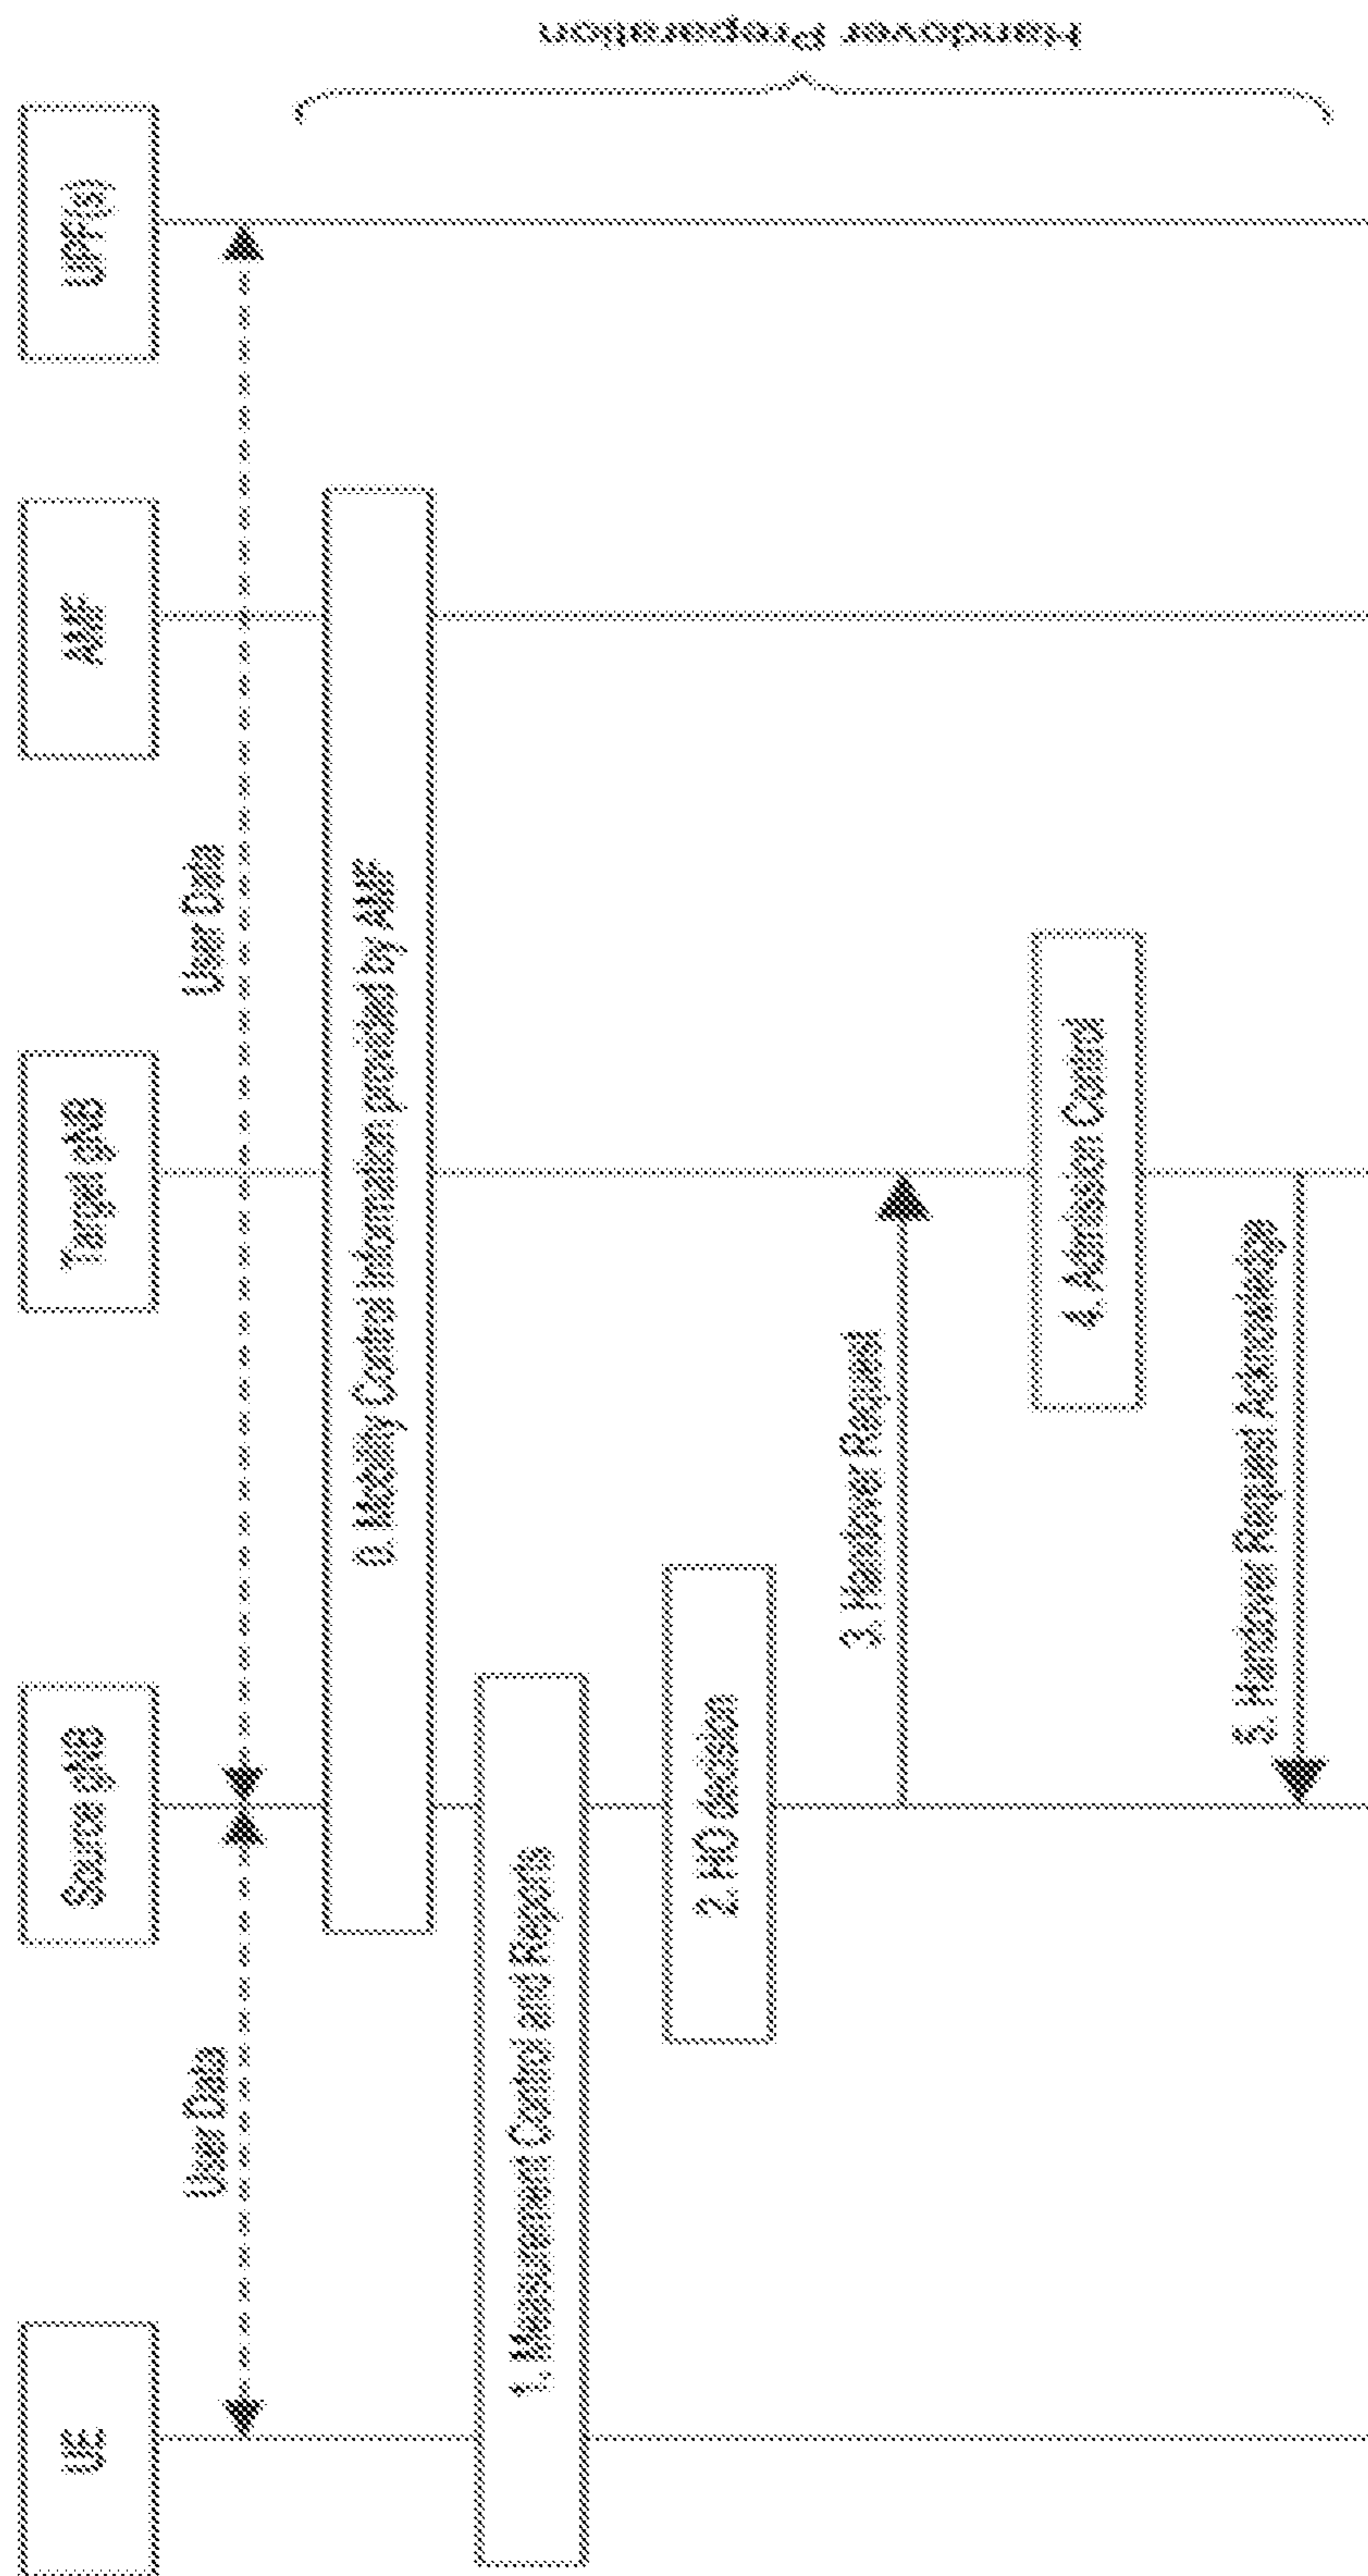 UE
Source gNB
Target gNB
AMF
UPF(s)
User Data
User Data
0. Mobility Control Information provided by AMF
1. Measurement Control and Reports
2. HO decision
3. Handover Request
4. Admission Control
5. Handover Request Acknowledge
Handover Preparation